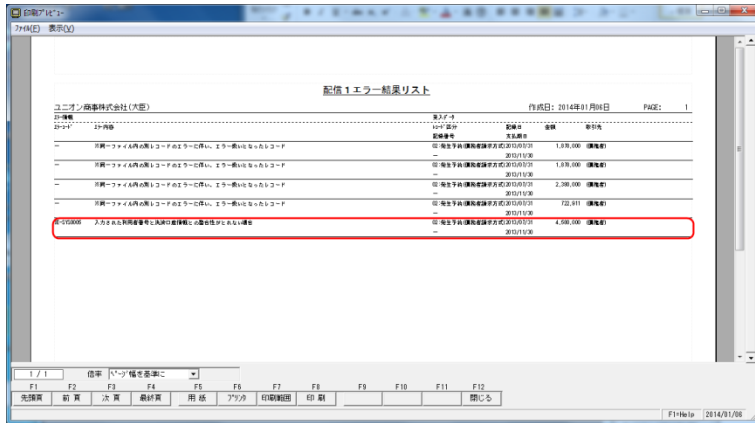 印刷ﾌﾟﾚﾋﾞｭｰ
ﾌｧｲﾙ(F) 表示(V)
配信１エラー結果リスト
ユニオン商事株式会社(大臣) 作成日: 2014年01月06日 PAGE: 1
ｴﾗｰ情報 発入ﾃﾞｰﾀ
ｴﾗｰｺｰﾄﾞ ｴﾗｰ内容 ﾚｺｰﾄﾞ区分 記録日 金額 取引先
記録番号 支払期日
― ※同一ファイル内の別レコードのエラーに伴い、エラー扱いとなったレコード 02:発生予約(債務者請求方式)2013/07/31 1,878,000 (債権者)
― 2013/11/30
― ※同一ファイル内の別レコードのエラーに伴い、エラー扱いとなったレコード 02:発生予約(債務者請求方式)2013/07/31 1,878,000 (債権者)
― 2013/11/30
― ※同一ファイル内の別レコードのエラーに伴い、エラー扱いとなったレコード 02:発生予約(債務者請求方式)2013/07/31 (債権者)
― 2013/11/30
― ※同一ファイル内の別レコードのエラーに伴い、エラー扱いとなったレコード 02:発生予約(債務者請求方式)2013/07/31 722,811 (債権者)
― 2013/11/30
入力された利用者番号と決済口座情報との整合性がとれない場合 02:発生予約(債務者請求方式)2013/07/31 4,500,000 (債権者)
― 2013/11/30
1 / 1 倍率 ﾍﾟｰｼﾞ幅を基準に
F1 F2 F3 F4 F5 F6 F7 F8 F9 F10 F11 F12
先頭頁 前 頁 次 頁 最終頁 用 紙 ﾌﾟﾘﾝﾀ 印刷範囲 印 刷 閉じる
F1=Help 2014/01/06